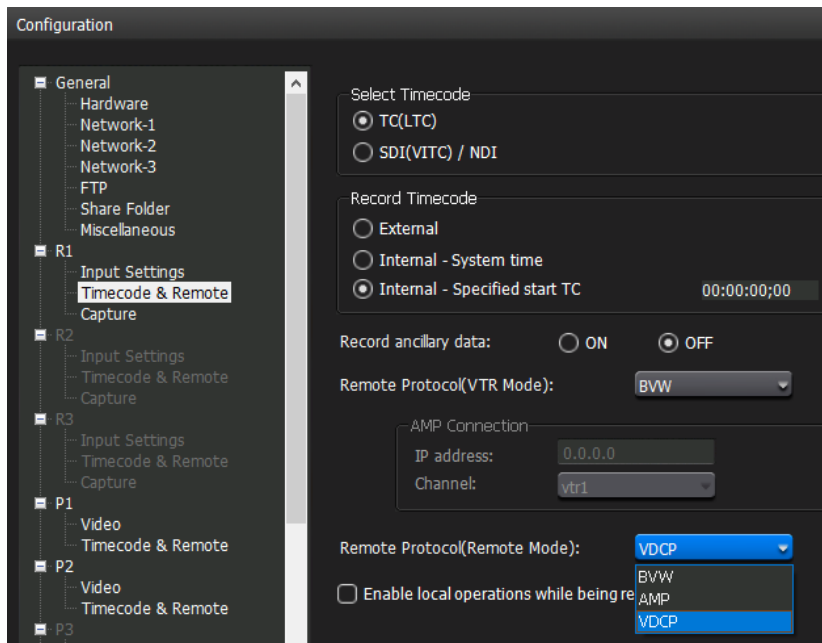 Configuration
General
Hardware
Network-1
Network-2
Network-3
FTP
Share Folder
Miscellaneous
R1
Input Settings
Timecode & Remote
Capture
R2
Input Settings
Timecode & Remote
Capture
R3
Input Settings
Timecode & Remote
Capture
P1
Video
Timecode & Remote
P2
Video
Timecode & Remote
P3
Select Timecode
TC(LTC)
SDI(VITC) / NDI
Record Timecode
External
Internal - System time
Internal - Specified start TC 00:00:00;00
Record ancillary data: ON OFF
Remote Protocol(VTR Mode): BVW
AMP Connection
IP address: 0.0.0.0
Channel: vtr1
Remote Protocol(Remote Mode): VDCP
BVW
Enable local operations while being re AMP
VDCP